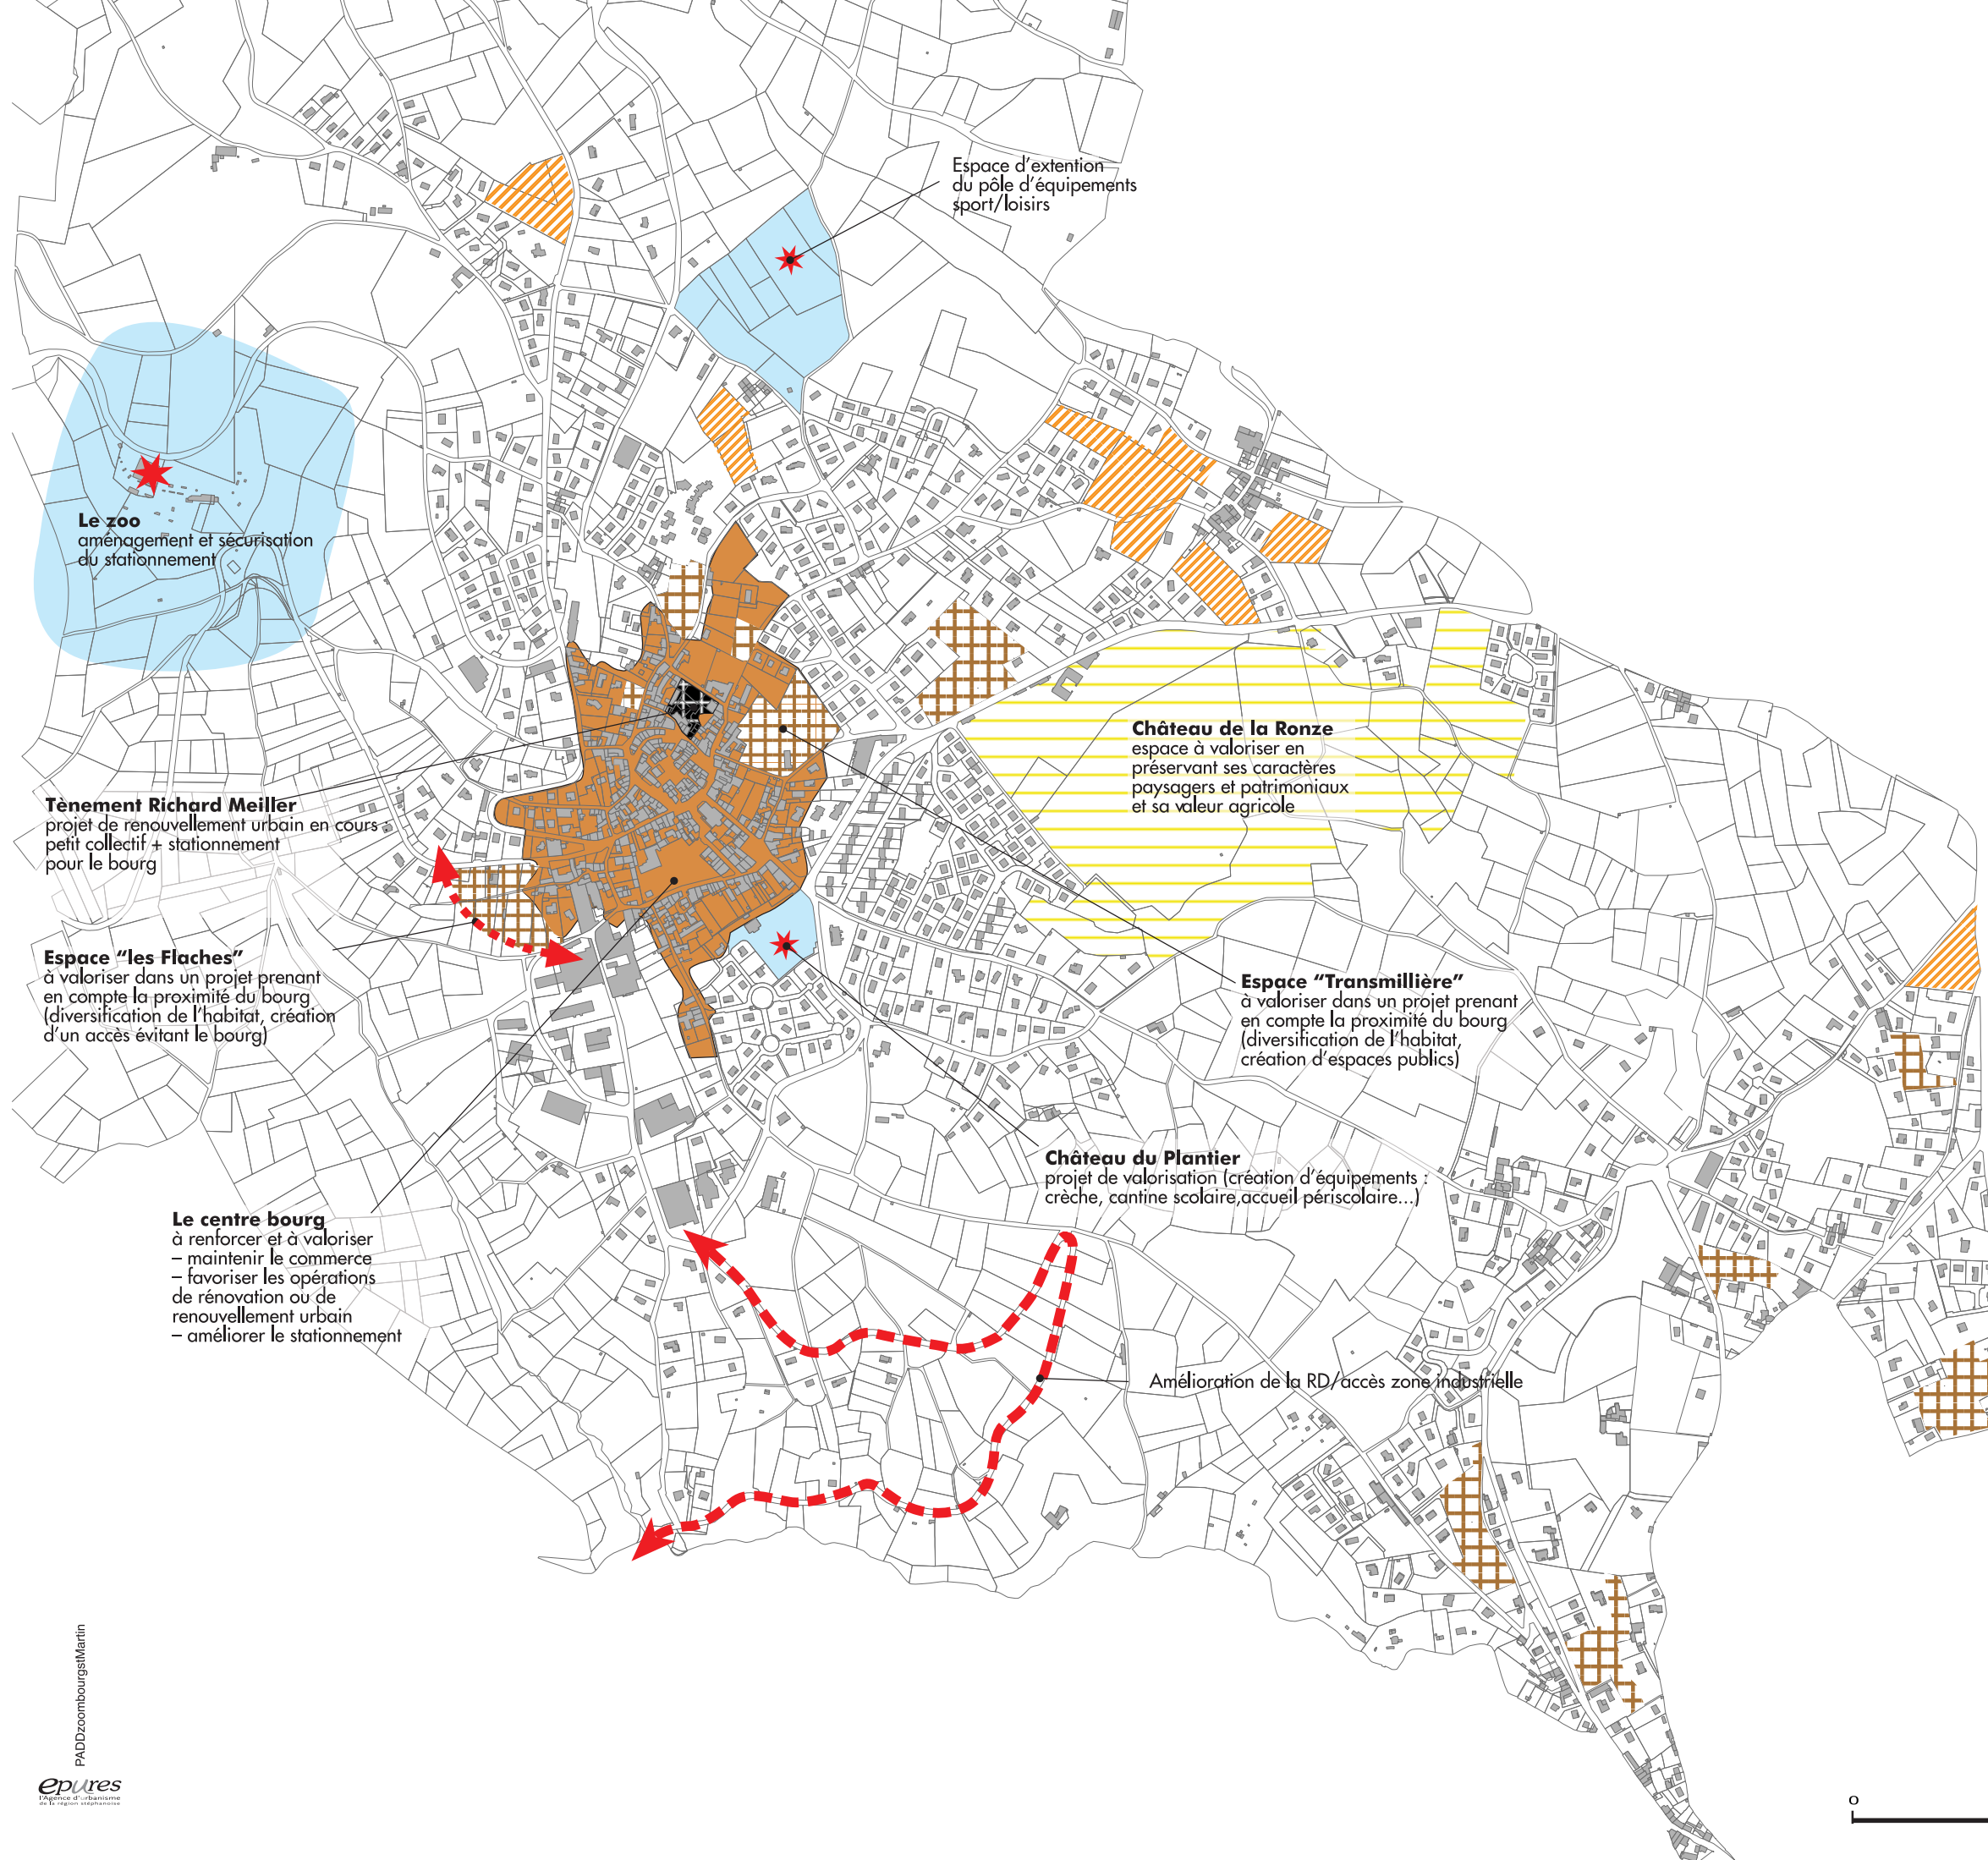 Espace d’extention
du pôle d’équipements
sport/loisirs
Le zoo
aménagement et sécurisation
du stationnement
Château de la Ronze
espace à valoriser en
préservant ses caractères
paysagers et patrimoniaux
et sa valeur agricole
Tènement Richard Meiller
projet de renouvellement urbain en cours :
petit collectif + stationnement
pour le bourg
Espace “les Flaches”
à valoriser dans un projet prenant
en compte la proximité du bourg
(diversification de l’habitat, création
d’un accès évitant le bourg)
Espace “Transmillière”
à valoriser dans un projet prenant
en compte la proximité du bourg
(diversification de l’habitat,
création d’espaces publics)
Château du Plantier
projet de valorisation (création d’équipements :
crèche, cantine scolaire,accueil périscolaire...)
Le centre bourg
à renforcer et à valoriser
– maintenir le commerce
– favoriser les opérations
de rénovation ou de
renouvellement urbain
– améliorer le stationnement
Amélioration de la RD/accès zone industrielle
PADDzoombourgstMartin
epures
l’Agence d’urbanisme
de la région stéphanoise
0